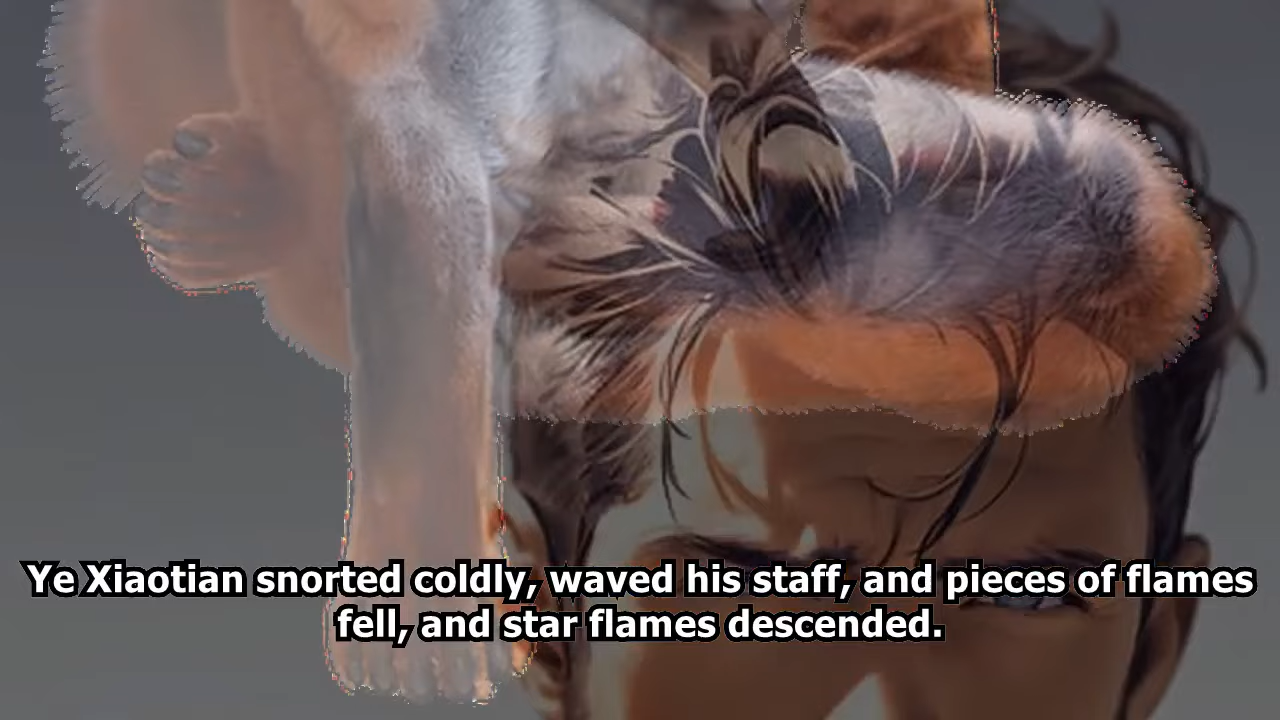 Ye Xiaotian snorted coldly, waved his staff, and pieces of flames
fell, and star flames descended.